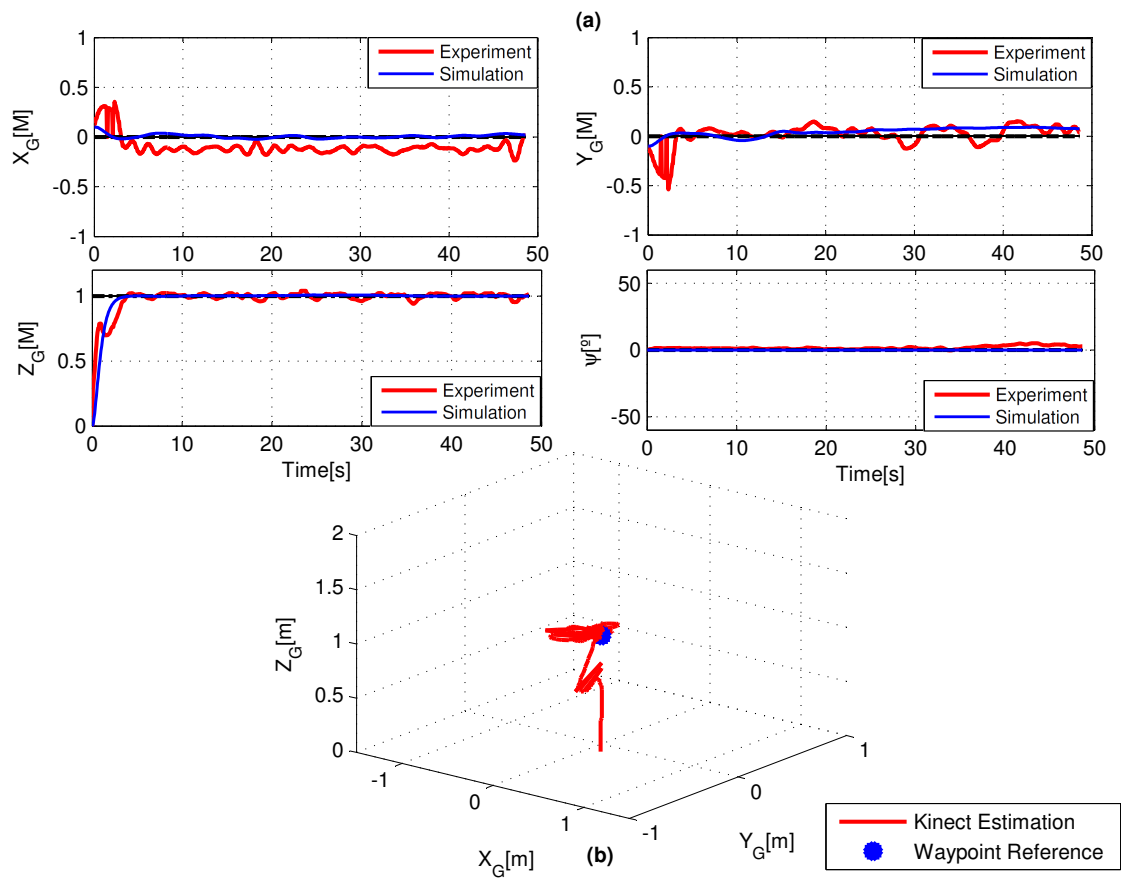 (a)
1
0.5
0
-0.5
-1
X_G[M]
0 10 20 30 40 50
Experiment
Simulation
1
0.5
0
-0.5
-1
Y_G[M]
0 10 20 30 40 50
Experiment
Simulation
1
0.5
0
Z_G[M]
0 10 20 30 40 50
Time[s]
Experiment
Simulation
50
0
-50
ψ[º]
0 10 20 30 40 50
Time[s]
Experiment
Simulation
2
1.5
1
0.5
0
Z_G[m]
-1
0
1
X_G[m]
-1
0
1
Y_G[m]
(b)
Kinect Estimation
Waypoint Reference